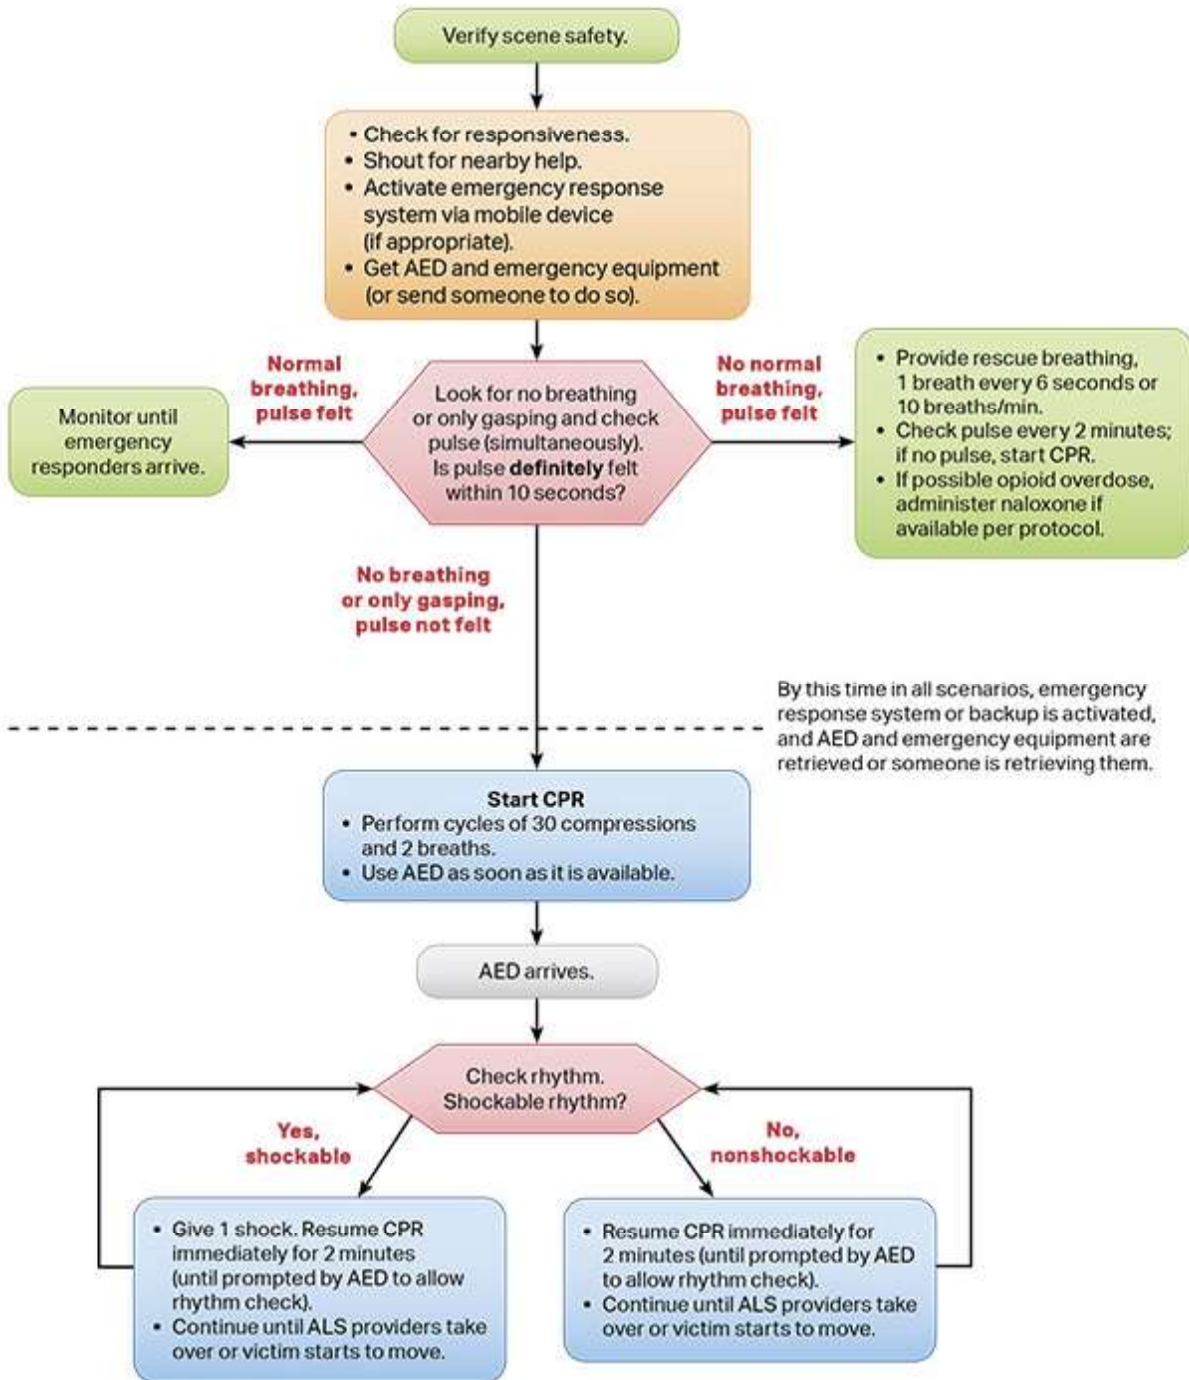 Verify scene safety.
• Check for responsiveness.
• Shout for nearby help.
• Activate emergency response
system via mobile device
(if appropriate).
• Get AED and emergency equipment
(or send someone to do so).
Normal
breathing,
pulse felt
Monitor until
emergency
responders arrive.
Look for no breathing
or only gasping and check
pulse (simultaneously).
Is pulse definitely felt
within 10 seconds?
No normal
breathing,
pulse felt
• Provide rescue breathing,
1 breath every 6 seconds or
10 breaths/min.
• Check pulse every 2 minutes;
if no pulse, start CPR.
• If possible opioid overdose,
administer naloxone if
available per protocol.
No breathing
or only gasping,
pulse not felt
By this time in all scenarios, emergency
response system or backup is activated,
and AED and emergency equipment are
retrieved or someone is retrieving them.
Start CPR
• Perform cycles of 30 compressions
and 2 breaths.
• Use AED as soon as it is available.
AED arrives.
Check rhythm.
Shockable rhythm?
Yes,
shockable
No,
nonshockable
• Give 1 shock. Resume CPR
immediately for 2 minutes
(until prompted by AED to allow
rhythm check).
• Continue until ALS providers take
over or victim starts to move.
• Resume CPR immediately for
2 minutes (until prompted by AED
to allow rhythm check).
• Continue until ALS providers take
over or victim starts to move.